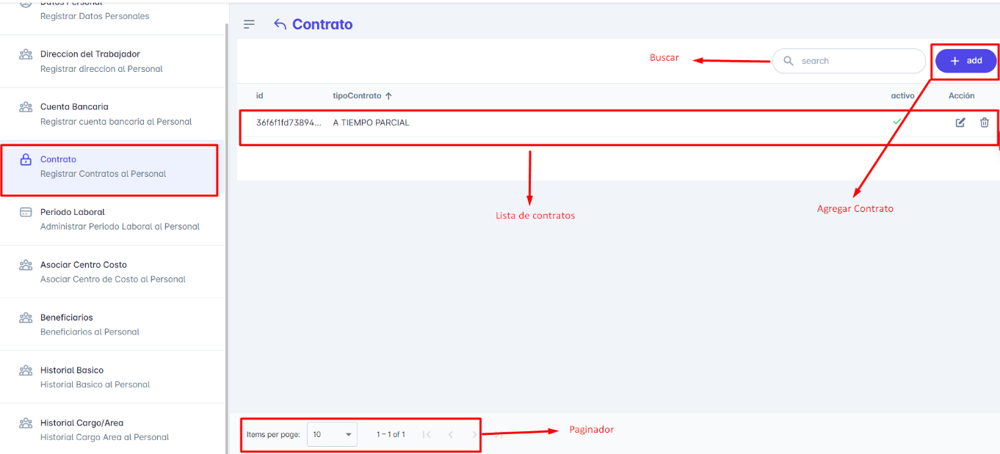 Datos Personal
Registrar Datos Personales
Direccion del Trabajador
Registrar direccion al Personal
Cuenta Bancaria
Registrar cuenta bancaria al Personal
Contrato
Registrar Contratos al Personal
Periodo Laboral
Administrar Periodo Laboral al Personal
Asociar Centro Costo
Asociar Centro de Costo al Personal
Beneficiarios
Beneficiarios al Personal
Historial Basico
Historial Basico al Personal
Historial Cargo/Area
Historial Cargo Area al Personal
Contrato
Buscar
search
add
id tipoContrato activo Acción
36f6f1fd73894... A TIEMPO PARCIAL
Lista de contratos
Agregar Contrato
Items per page: 10 1 – 1 of 1
Paginador